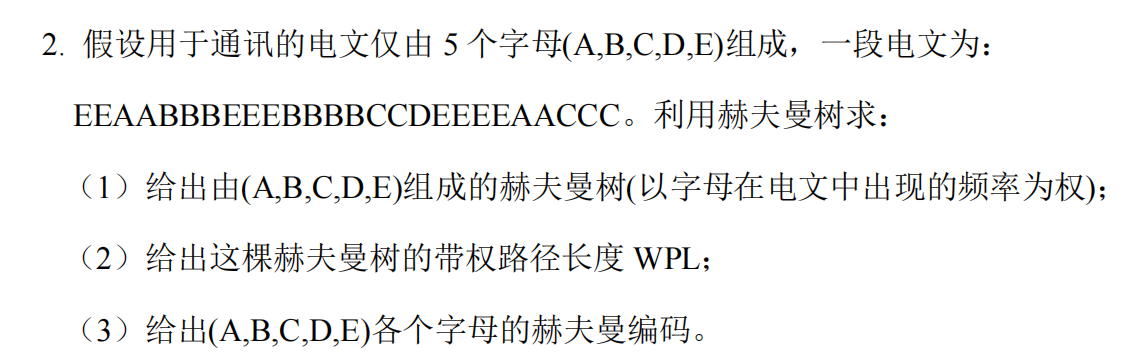 2. 假设用于通讯的电文仅由 5 个字母(A,B,C,D,E)组成，一段电文为：
EEAABBBEEEBBBBCCDEEEEAACCC。利用赫夫曼树求：
（1）给出由(A,B,C,D,E)组成的赫夫曼树(以字母在电文中出现的频率为权)；
（2）给出这棵赫夫曼树的带权路径长度 WPL；
（3）给出(A,B,C,D,E)各个字母的赫夫曼编码。